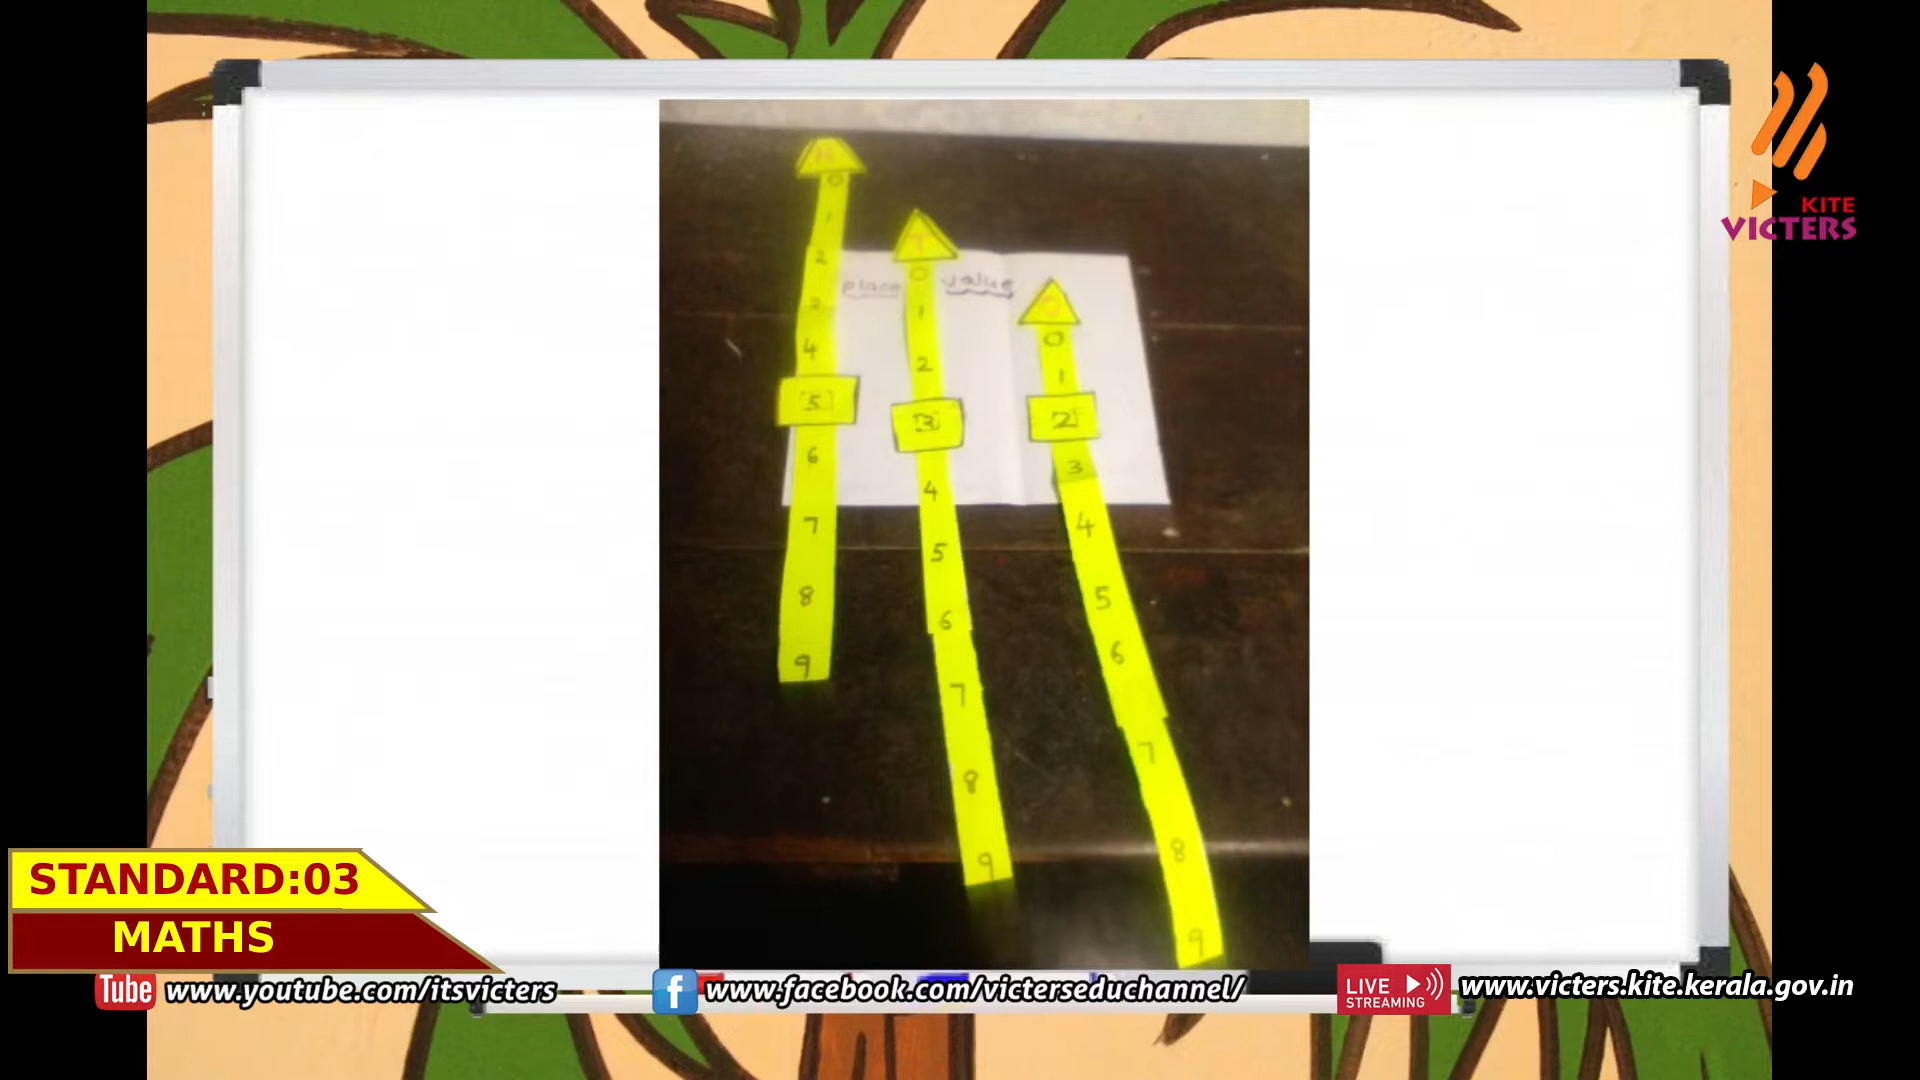 KITE
VICTERS
H
0
1
2
3
4
5
6
7
8
9
place value
T
0
1
2
3
4
5
6
7
8
9
O
0
1
2
3
4
5
6
7
8
9
STANDARD:03
MATHS
Tube www.youtube.com/itsvicters
f www.facebook.com/victerseduchannel/
LIVE STREAMING www.victers.kite.kerala.gov.in